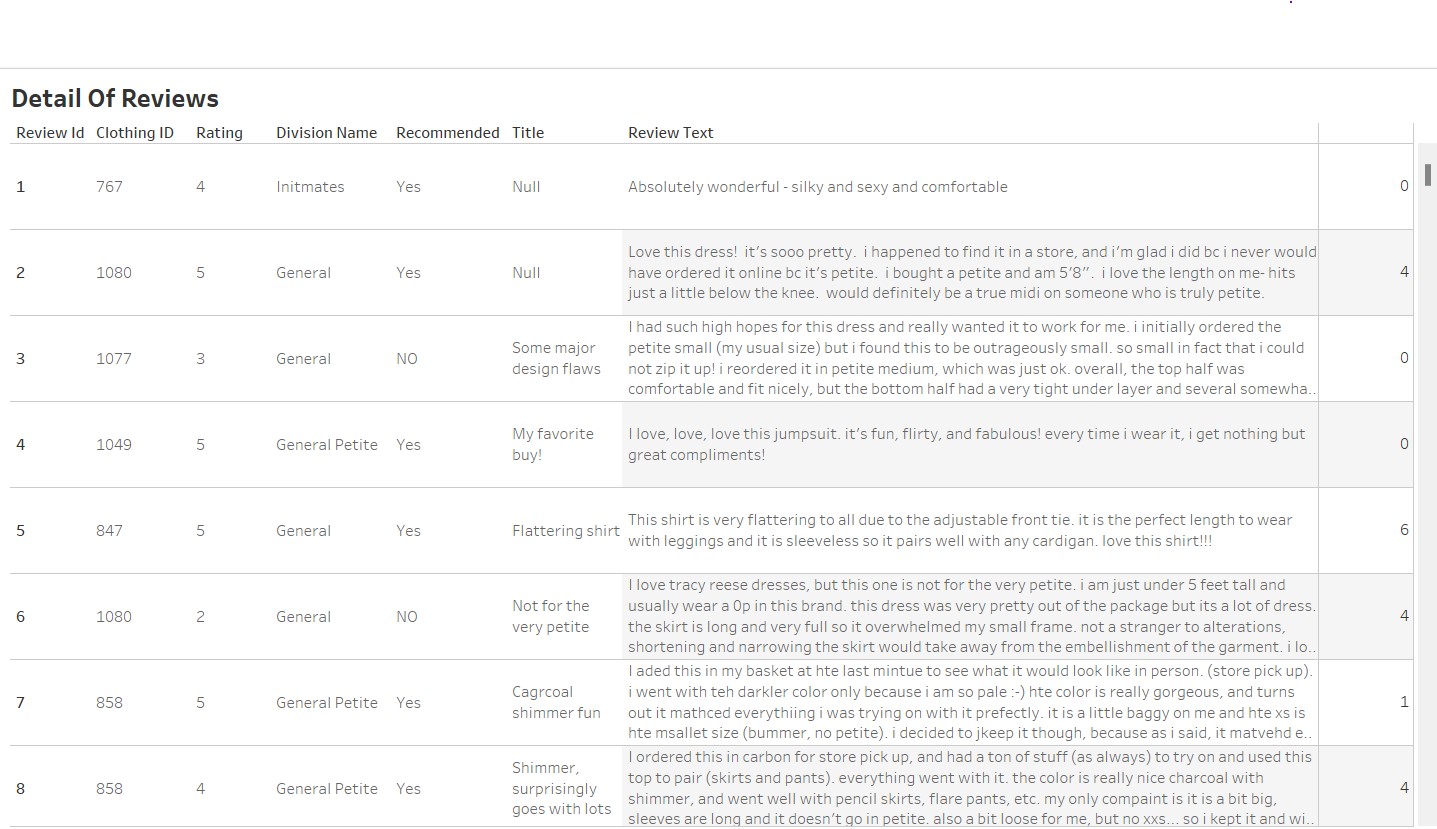 Detail Of Reviews
Review Id Clothing ID Rating Division Name Recommended Title Review Text
1 767 4 Initmates Yes Null Absolutely wonderful - silky and sexy and comfortable 0
2 1080 5 General Yes Null Love this dress!  it's sooo pretty.  i happened to find it in a store, and i'm glad i did bc i never would
have ordered it online bc it's petite.  i bought a petite and am 5'8".  i love the length on me- hits
just a little below the knee.  would definitely be a true midi on someone who is truly petite.
4
3 1077 3 General NO
Some major
design flaws
I had such high hopes for this dress and really wanted it to work for me. i initially ordered the
petite small (my usual size) but i found this to be outrageously small. so small in fact that i could
not zip it up! i reordered it in petite medium, which was just ok. overall, the top half was
comfortable and fit nicely, but the bottom half had a very tight under layer and several somewha..
0
4 1049 5 General Petite Yes
My favorite
buy!
I love, love, love this jumpsuit. it's fun, flirty, and fabulous! every time i wear it, i get nothing but
great compliments!
0
5 847 5 General Yes Flattering shirt
This shirt is very flattering to all due to the adjustable front tie. it is the perfect length to wear
with leggings and it is sleeveless so it pairs well with any cardigan. love this shirt!!!
6
6 1080 2 General NO
Not for the
very petite
I love tracy reese dresses, but this one is not for the very petite. i am just under 5 feet tall and
usually wear a 0p in this brand. this dress was very pretty out of the package but its a lot of dress.
the skirt is long and very full so it overwhelmed my small frame. not a stranger to alterations,
shortening and narrowing the skirt would take away from the embellishment of the garment. i lo..
4
7 858 5 General Petite Yes
Cagrcoal
shimmer fun
I aded this in my basket at hte last mintue to see what it would look like in person. (store pick up).
i went with teh darkler color only because i am so pale :-) hte color is really gorgeous, and turns
out it mathced everythiing i was trying on with it prefectly. it is a little baggy on me and hte xs is
hte msallet size (bummer, no petite). i decided to jkeep it though, because as i said, it matvehd e..
1
8 858 4 General Petite Yes
Shimmer,
surprisingly
goes with lots
I ordered this in carbon for store pick up, and had a ton of stuff (as always) to try on and used this
top to pair (skirts and pants). everything went with it. the color is really nice charcoal with
shimmer, and went well with pencil skirts, flare pants, etc. my only compaint is it is a bit big,
sleeves are long and it doesn't go in petite. also a bit loose for me, but no xxs... so i kept it and wi..
4